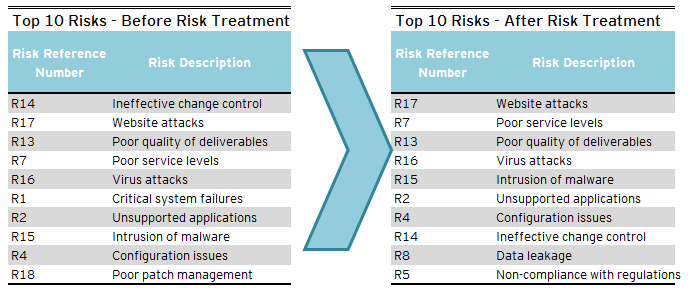 Top 10 Risks - Before Risk Treatment
Risk Reference Number
Risk Description
R14 Ineffective change control
R17 Website attacks
R13 Poor quality of deliverables
R7 Poor service levels
R16 Virus attacks
R1 Critical system failures
R2 Unsupported applications
R15 Intrusion of malware
R4 Configuration issues
R18 Poor patch management
Top 10 Risks - After Risk Treatment
Risk Reference Number
Risk Description
R17 Website attacks
R7 Poor service levels
R13 Poor quality of deliverables
R16 Virus attacks
R15 Intrusion of malware
R2 Unsupported applications
R4 Configuration issues
R14 Ineffective change control
R8 Data leakage
R5 Non-compliance with regulations